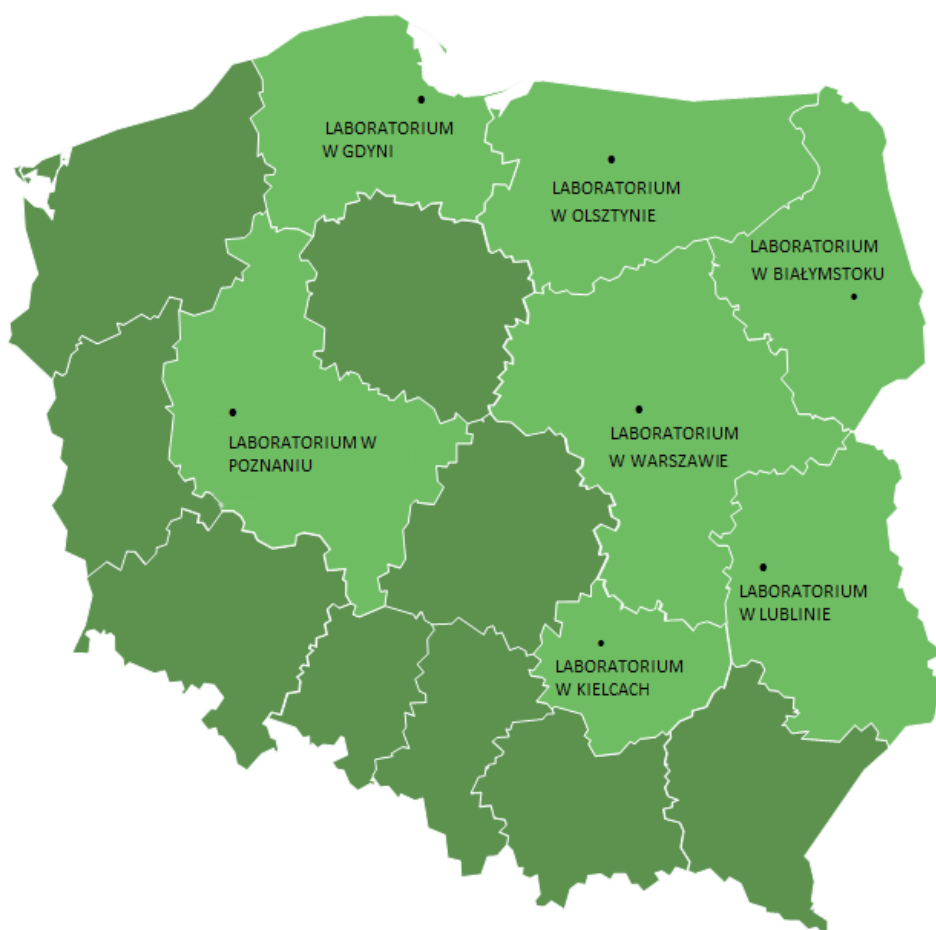 LABORATORIUM
W GDYNI
LABORATORIUM
W OLSZTYNIE
LABORATORIUM
W BIAŁYMSTOKU
LABORATORIUM W
POZNANIU
LABORATORIUM
W WARSZAWIE
LABORATORIUM
W LUBLINIE
LABORATORIUM
W KIELCACH